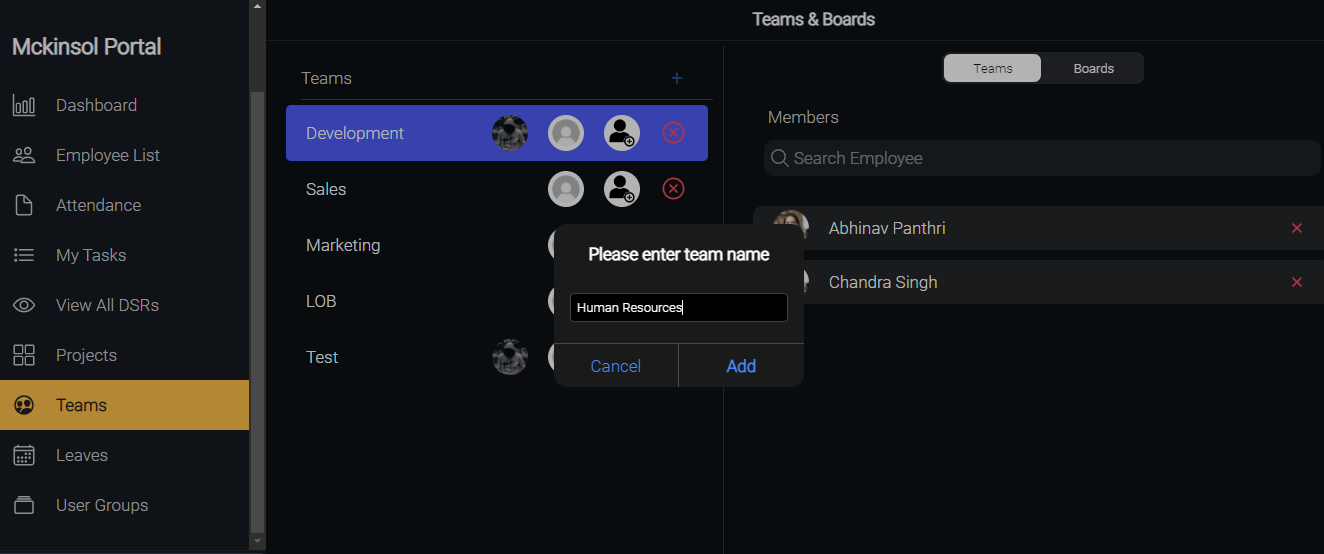 Mckinsol Portal
Dashboard
Employee List
Attendance
My Tasks
View All DSRs
Projects
Teams
Leaves
User Groups
Teams & Boards
Teams
Development
Sales
Marketing
LOB
Test
Teams Boards
Members
Search Employee
Abhinav Panthri
Chandra Singh
Please enter team name
Human Resources
Cancel Add